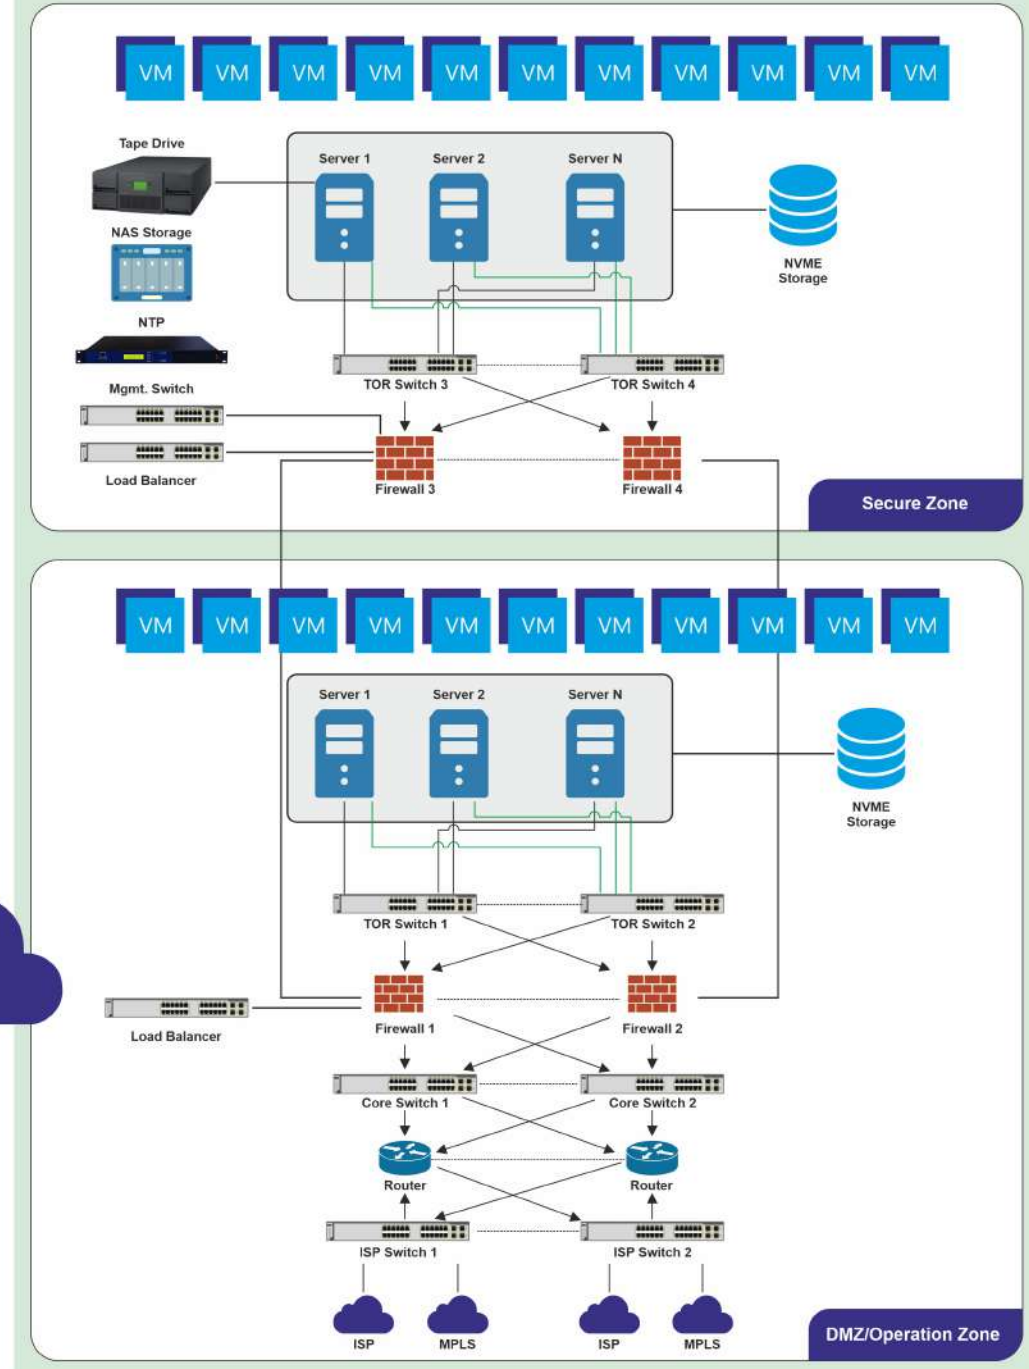 VM VM VM VM VM VM VM VM VM VM VM
Tape Drive
Server 1 Server 2 Server N
NAS Storage
NVME
Storage
NTP
Mgmt. Switch
TOR Switch 3 TOR Switch 4
Load Balancer
Firewall 3 Firewall 4
Secure Zone
VM VM VM VM VM VM VM VM VM VM VM
Server 1 Server 2 Server N
NVME
Storage
TOR Switch 1 TOR Switch 2
Load Balancer
Firewall 1 Firewall 2
Core Switch 1 Core Switch 2
Router Router
ISP Switch 1 ISP Switch 2
ISP MPLS ISP MPLS
DMZ/Operation Zone